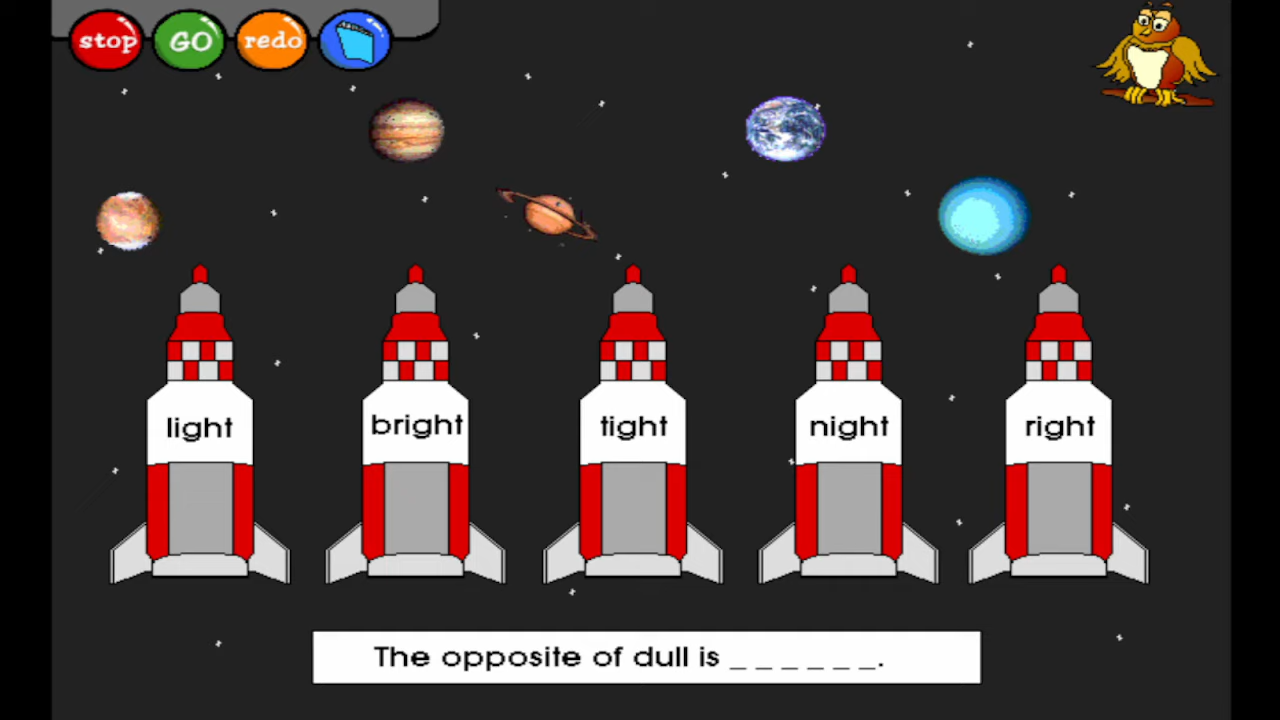 stop GO redo
light bright tight night right
The opposite of dull is _ _ _ _ _ _.